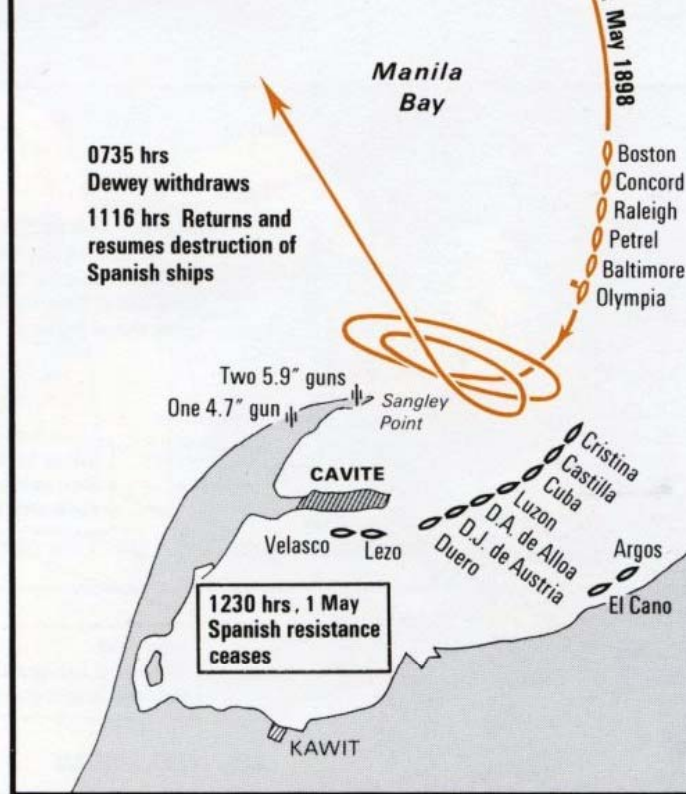 May 1898
Manila
Bay
0735 hrs
Dewey withdraws
1116 hrs Returns and
resumes destruction of
Spanish ships
Boston
Concord
Raleigh
Petrel
Baltimore
Olympia
Two 5.9" guns
One 4.7" gun
Sangley
Point
CAVITE
Velasco
Lezo
Cristina
Castilla
Cuba
Luzon
D.A. de Alloa
D.J. de Austria
Duero
Argos
El Cano
1230 hrs, 1 May
Spanish resistance
ceases
KAWIT